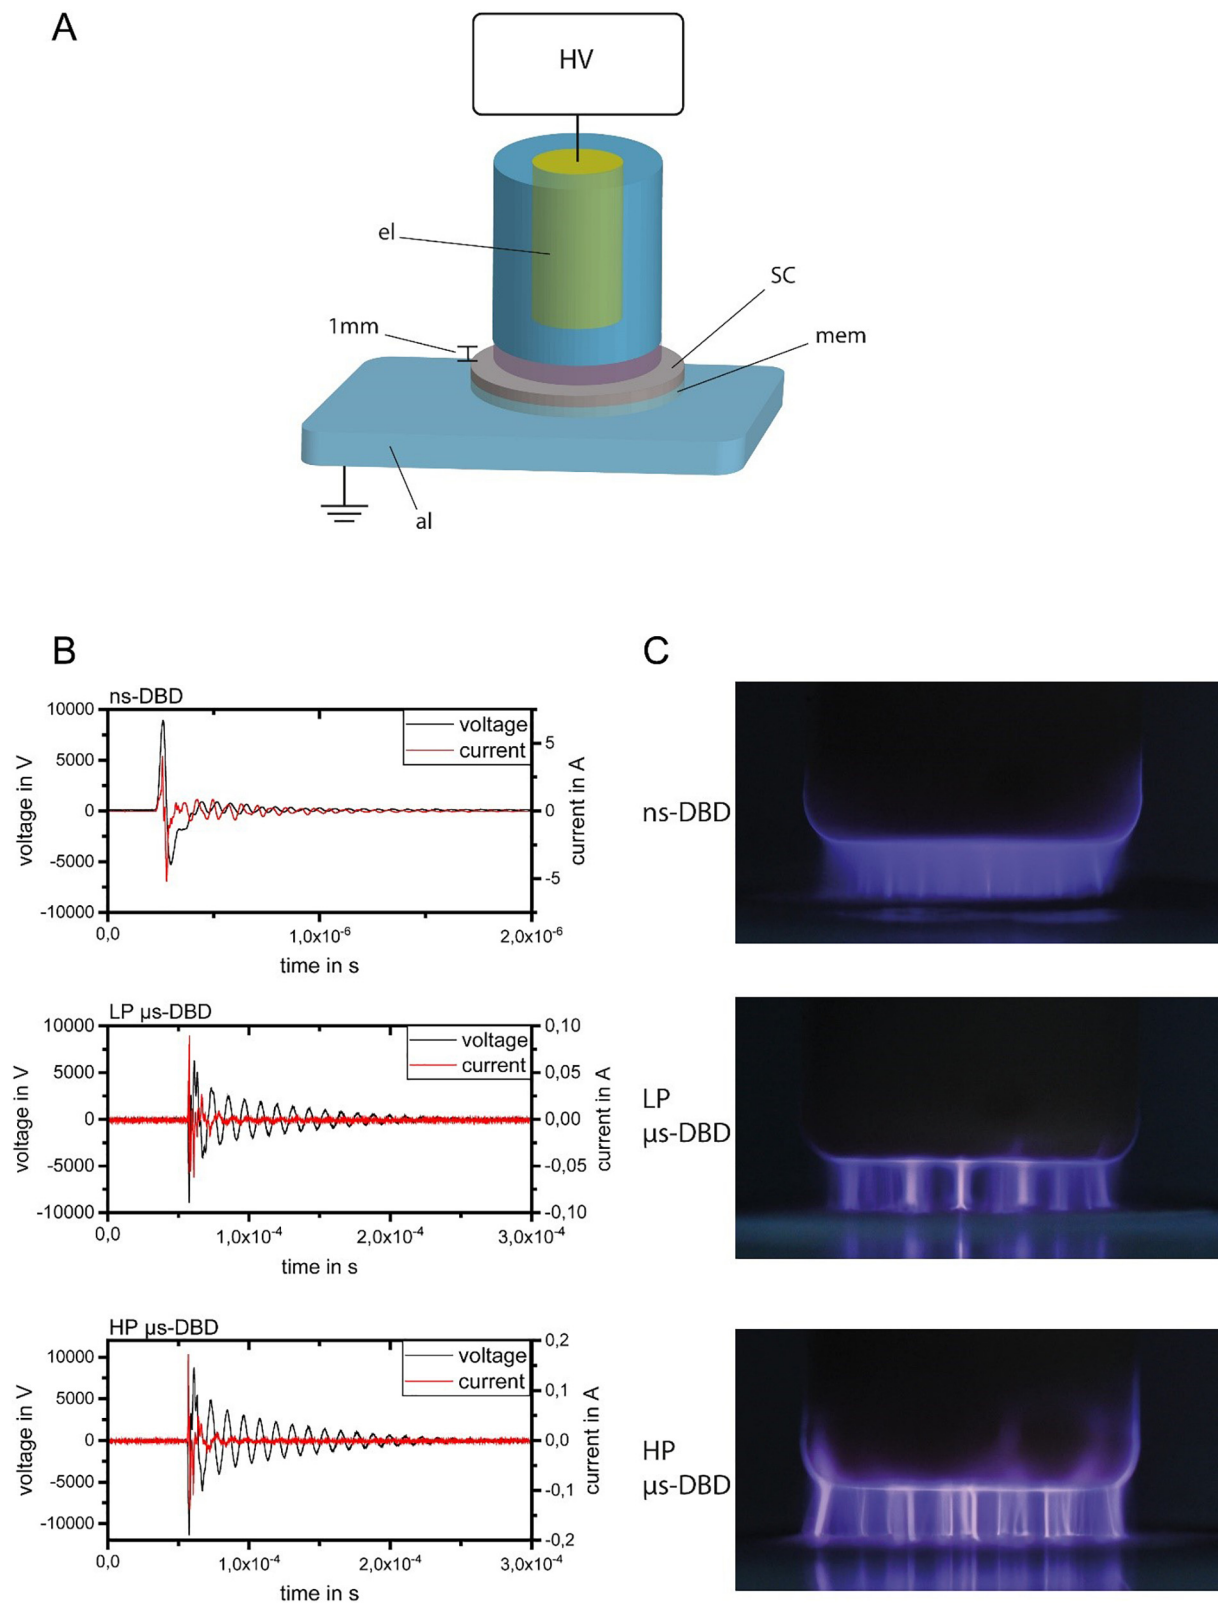 A
HV
el
SC
1mm
mem
al
B
C
ns-DBD
10000
5000
0
-5000
-10000
voltage in V
voltage
current
5
0
-5
current in A
0,0
1,0x10⁻⁶
2,0x10⁻⁶
time in s
ns-DBD
LP µs-DBD
10000
5000
0
-5000
-10000
voltage in V
voltage
current
0,10
0,05
0,00
-0,05
-0,10
current in A
0,0
1,0x10⁻⁴
2,0x10⁻⁴
3,0x10⁻⁴
time in s
LP
µs-DBD
HP µs-DBD
10000
5000
0
-5000
-10000
voltage in V
voltage
current
0,2
0,1
0,0
-0,1
-0,2
current in A
0,0
1,0x10⁻⁴
2,0x10⁻⁴
3,0x10⁻⁴
time in s
HP
µs-DBD